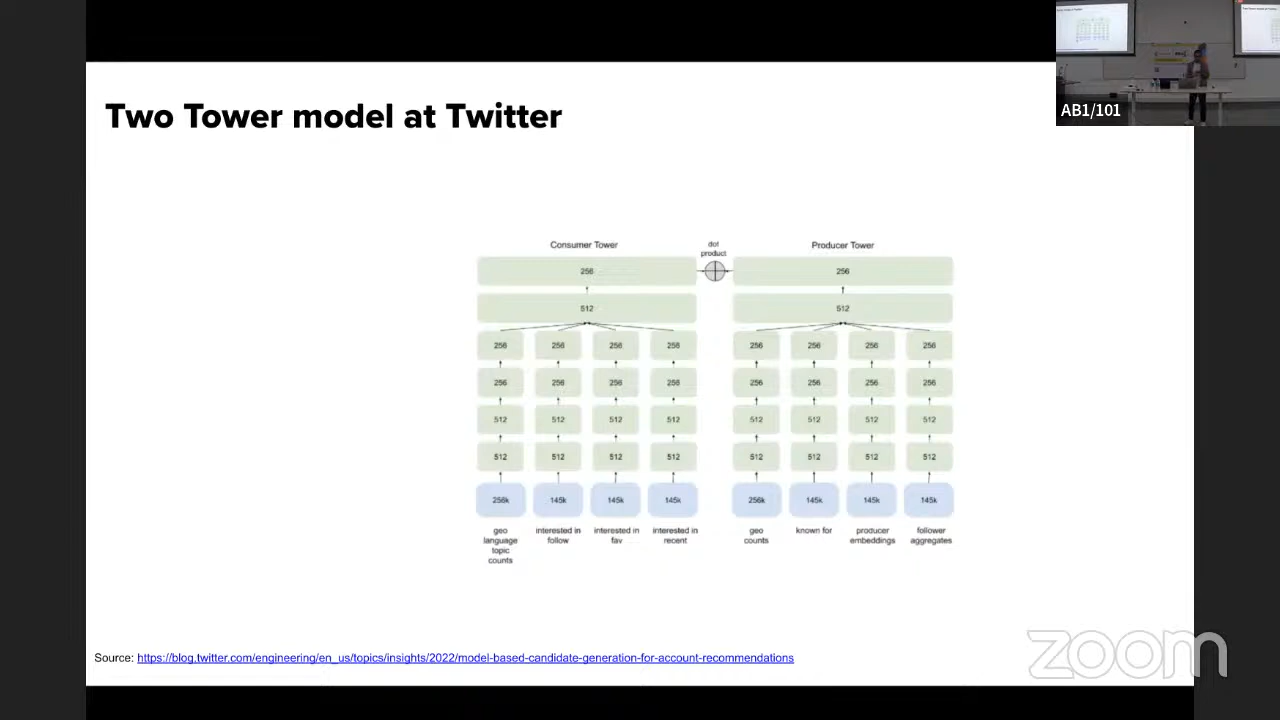 Two Tower model at Twitter
AB1/101
Consumer Tower
dot
product
Producer Tower
256
256
512
512
256 256 256 256 256 256 256 256
256 256 256 256 256 256 256 256
512 512 512 512 512 512 512 512
512 512 512 512 512 512 512 512
256k 145k 145k 145k 256k 145k 145k 145k
geo
language
topic
counts
interested in
follow
interested in
fav
interested in
recent
geo
counts
known for
producer
embeddings
follower
aggregates
Source: https://blog.twitter.com/engineering/en_us/topics/insights/2022/model-based-candidate-generation-for-account-recommendations
zoom